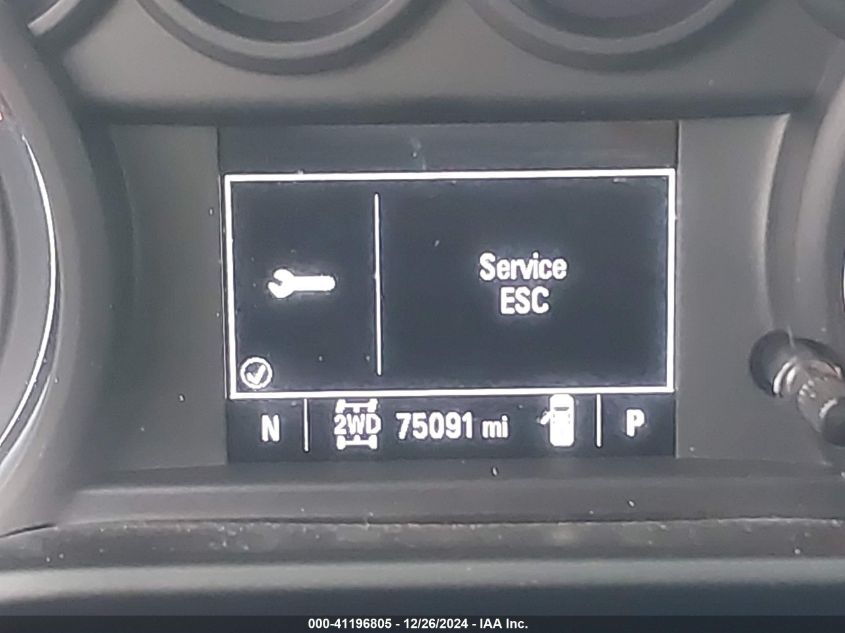 Service
ESC
N 2WD 75091 mi P
000-41196805 - 12/26/2024 - IAA Inc.